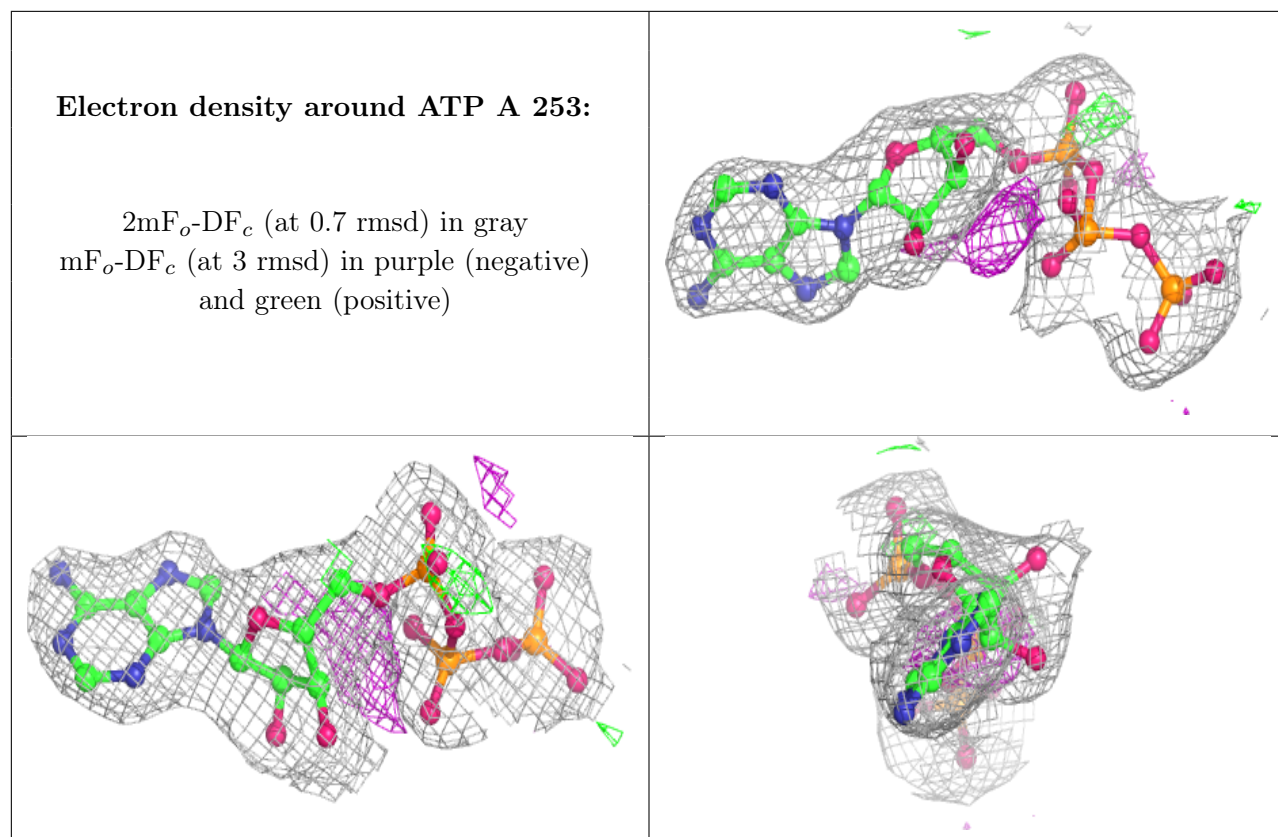 Electron density around ATP A 253:
2mFo-DFc (at 0.7 rmsd) in gray
mFo-DFc (at 3 rmsd) in purple (negative)
and green (positive)